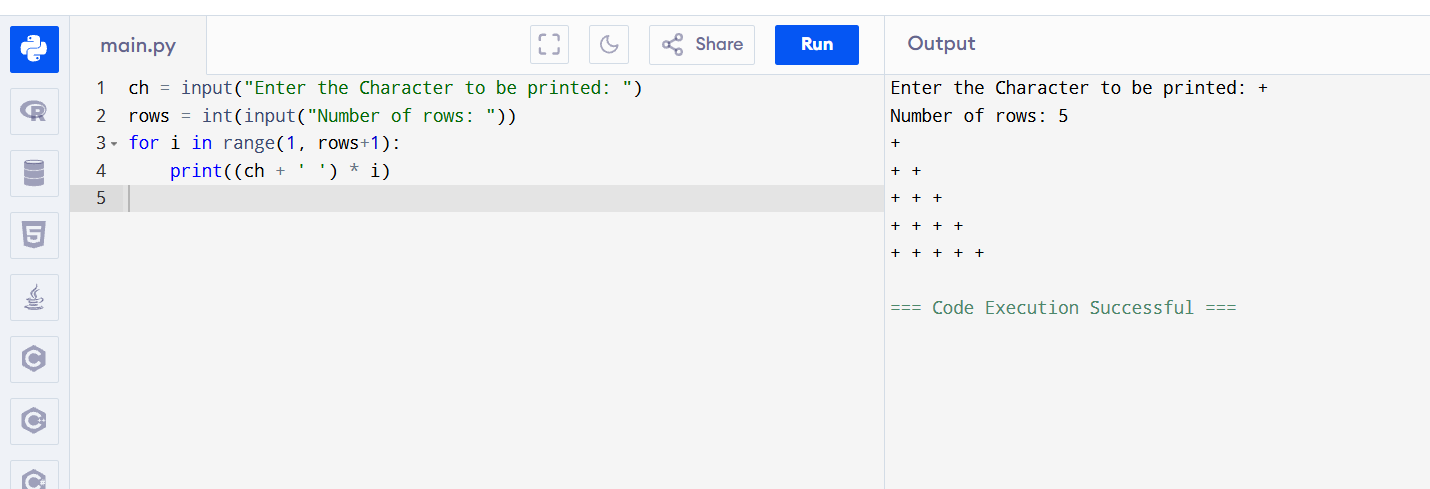 main.py
Share
Run
Output
1 ch = input("Enter the Character to be printed: ")
2 rows = int(input("Number of rows: "))
3 for i in range(1, rows+1):
4     print((ch + ' ') * i)
5
Enter the Character to be printed: +
Number of rows: 5
+
+ +
+ + +
+ + + +
+ + + + +
=== Code Execution Successful ===
R
5
C
C
C